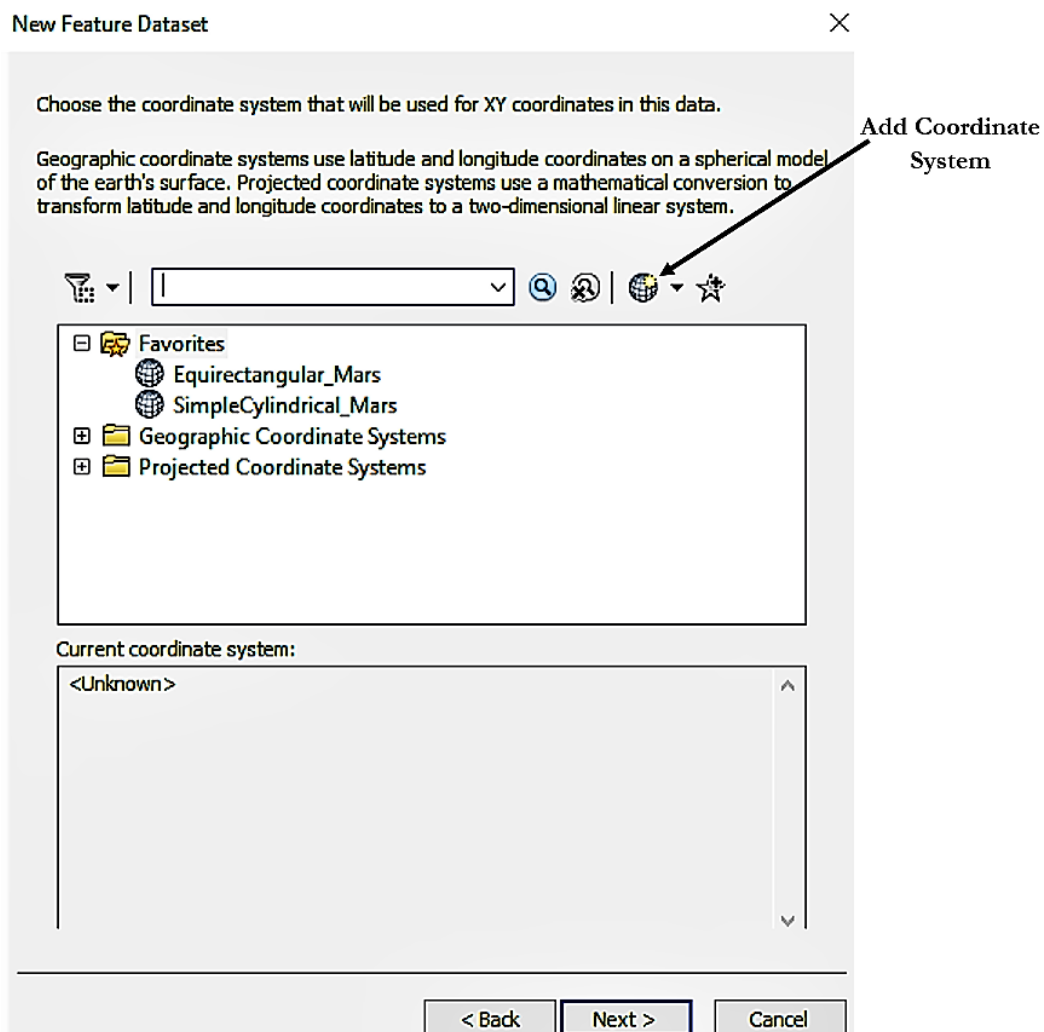 New Feature Dataset
Choose the coordinate system that will be used for XY coordinates in this data.
Add Coordinate
System
Geographic coordinate systems use latitude and longitude coordinates on a spherical model
of the earth's surface. Projected coordinate systems use a mathematical conversion to
transform latitude and longitude coordinates to a two-dimensional linear system.
Favorites
Equirectangular_Mars
SimpleCylindrical_Mars
Geographic Coordinate Systems
Projected Coordinate Systems
Current coordinate system:
<Unknown>
< Back
Next >
Cancel